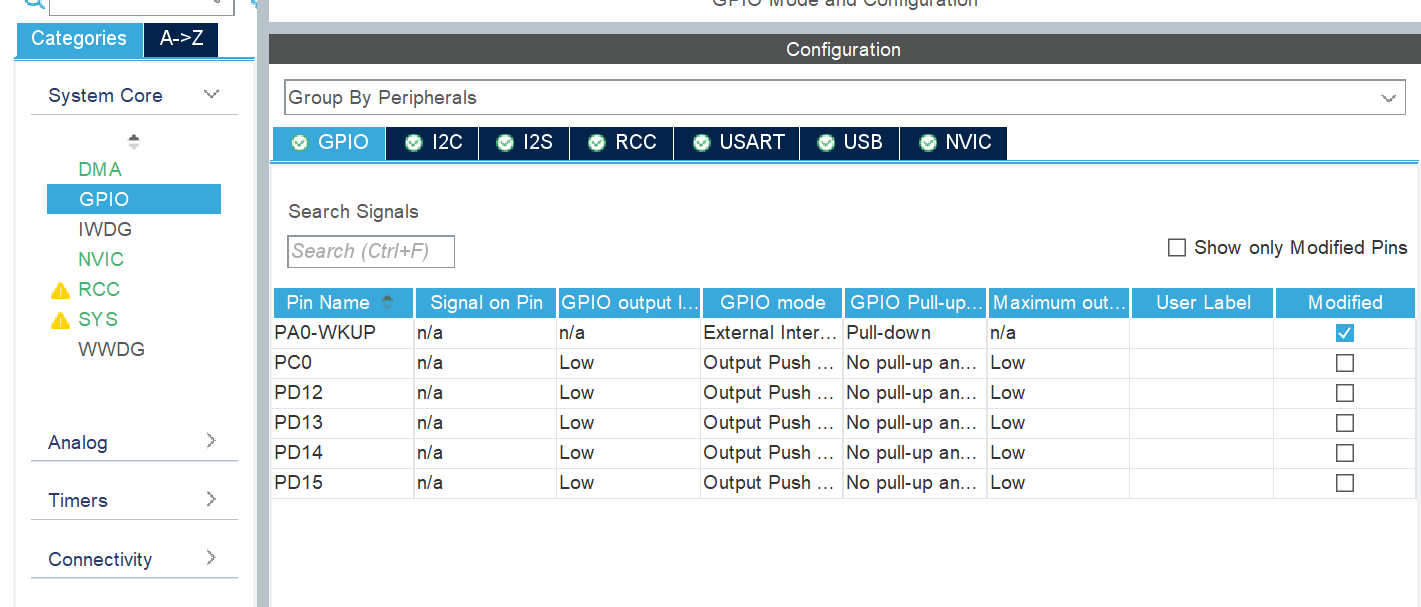 GPIO Mode and Configuration
Categories A->Z
Configuration
System Core
Group By Peripherals
GPIO I2C I2S RCC USART USB NVIC
DMA
GPIO
IWDG
NVIC
RCC
SYS
WWDG
Analog
Timers
Connectivity
Search Signals
Search (Ctrl+F)
Show only Modified Pins
Pin Name Signal on Pin GPIO output l... GPIO mode GPIO Pull-up... Maximum out... User Label Modified
PA0-WKUP n/a n/a External Inter... Pull-down n/a
PC0 n/a Low Output Push ... No pull-up an... Low
PD12 n/a Low Output Push ... No pull-up an... Low
PD13 n/a Low Output Push ... No pull-up an... Low
PD14 n/a Low Output Push ... No pull-up an... Low
PD15 n/a Low Output Push ... No pull-up an... Low